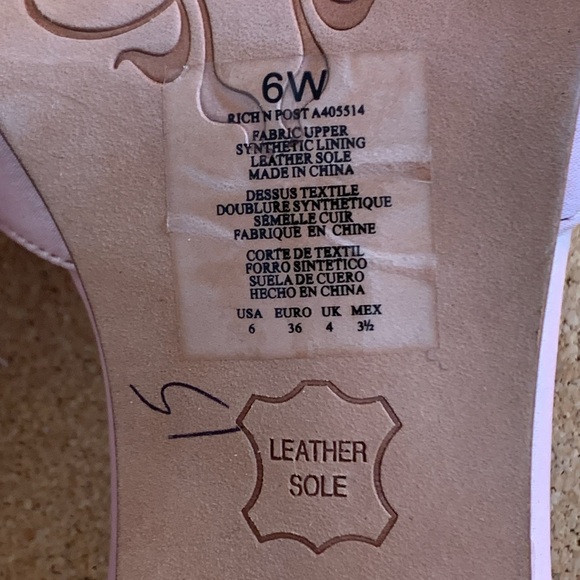 6W
RICH N POST A405514
FABRIC UPPER
SYNTHETIC LINING
LEATHER SOLE
MADE IN CHINA
DESSUS TEXTILE
DOUBLURE SYNTHETIQUE
SEMELLE CUIR
FABRIQUE EN CHINE
CORTE DE TEXTIL
FORRO SINTETICO
SUELA DE CUERO
HECHO EN CHINA
USA EURO UK MEX
6 36 4 3½
LEATHER
SOLE